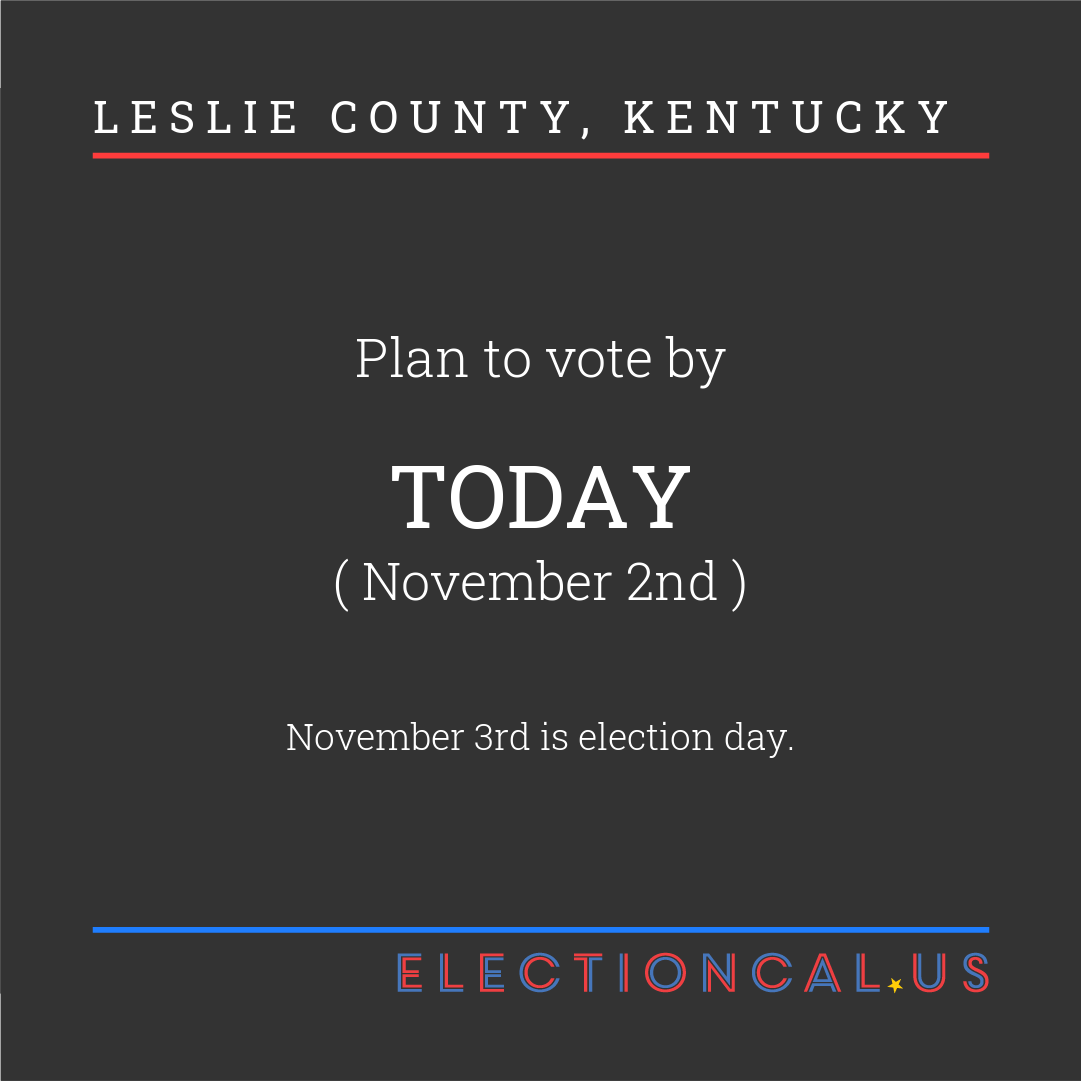 LESLIE COUNTY, KENTUCKY
Plan to vote by
TODAY
( November 2nd )
November 3rd is election day.
ELECTIONCAL.US